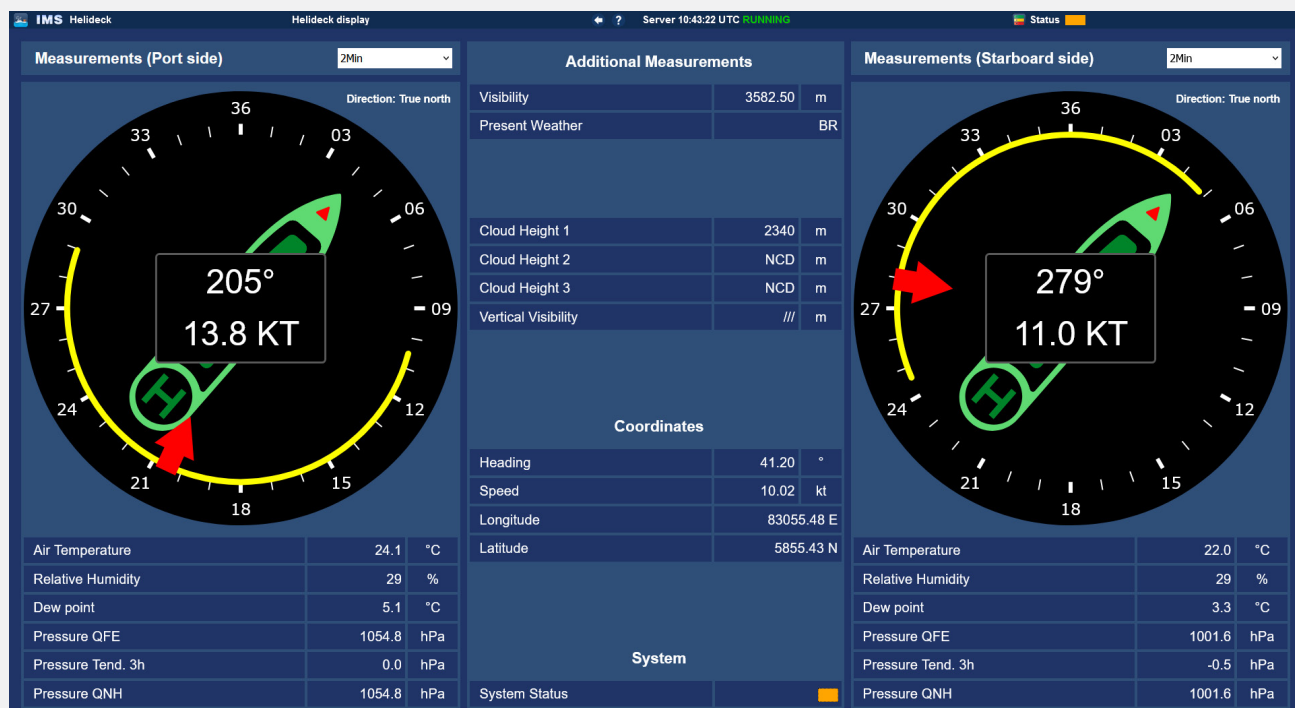 IMS Helideck
Helideck display
? Server 10:43:22 UTC RUNNING
Status
Measurements (Port side)
2Min
Direction: True north
36
33 03
30 06
27 09
24 12
21 15
18
205°
13.8 KT
H
Air Temperature 24.1 °C
Relative Humidity 29 %
Dew point 5.1 °C
Pressure QFE 1054.8 hPa
Pressure Tend. 3h 0.0 hPa
Pressure QNH 1054.8 hPa
Additional Measurements
Visibility 3582.50 m
Present Weather BR
Cloud Height 1 2340 m
Cloud Height 2 NCD m
Cloud Height 3 NCD m
Vertical Visibility /// m
Coordinates
Heading 41.20 °
Speed 10.02 kt
Longitude 83055.48 E
Latitude 5855.43 N
System
System Status
Measurements (Starboard side)
2Min
Direction: True north
36
33 03
30 06
27 09
24 12
21 15
18
279°
11.0 KT
H
Air Temperature 22.0 °C
Relative Humidity 29 %
Dew point 3.3 °C
Pressure QFE 1001.6 hPa
Pressure Tend. 3h -0.5 hPa
Pressure QNH 1001.6 hPa